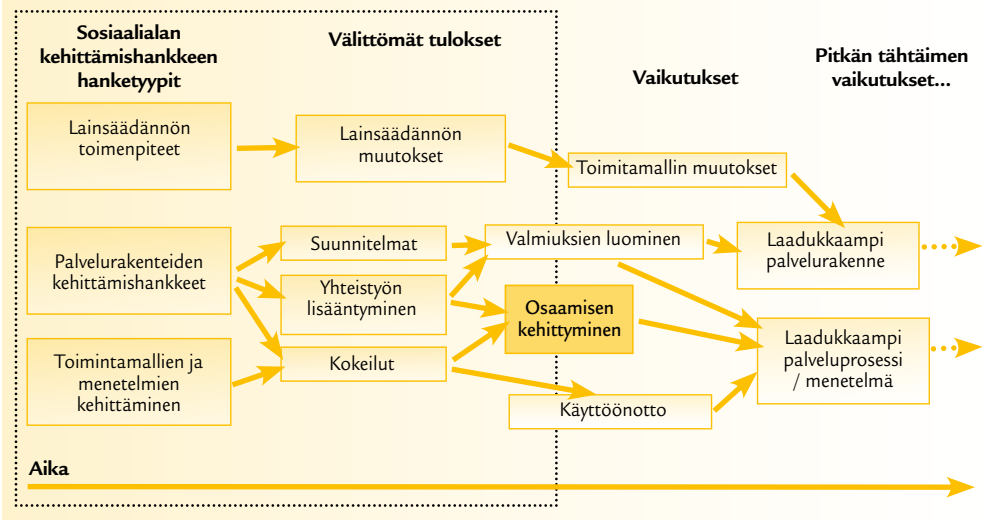 Sosiaalialan
kehittämishankkeen
hanketyypit
Välittömät tulokset
Vaikutukset
Pitkän tähtäimen
vaikutukset...
Lainsäädännön
toimenpiteet
Lainsäädännön
muutokset
Toimitamallin muutokset
Palvelurakenteiden
kehittämishankkeet
Suunnitelmat
Valmiuksien luominen
Laadukkaampi
palvelurakenne
Yhteistyön
lisääntyminen
Osaamisen
kehittyminen
Toimintamallien ja
menetelmien
kehittäminen
Kokeilut
Käyttöönotto
Laadukkaampi
palveluprosessi
/ menetelmä
Aika